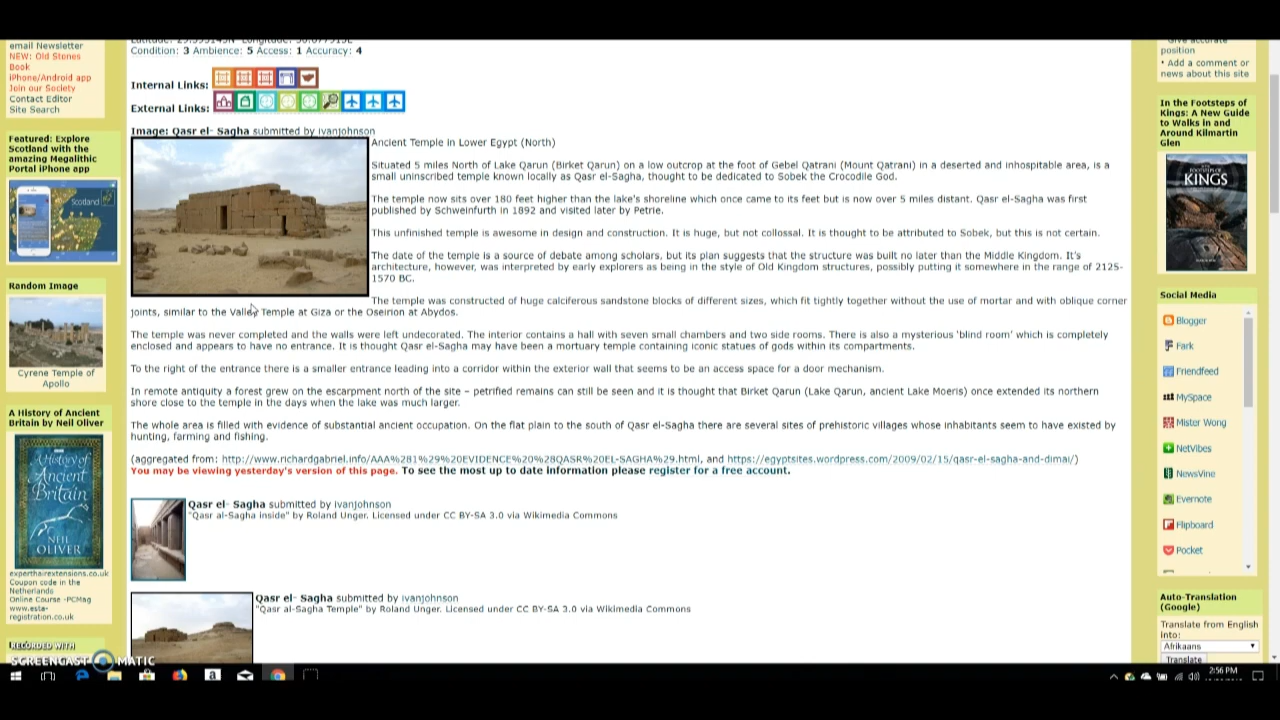 email Newsletter
NEW: Old Stones
Book
iPhone/Android app
Join our Society
Contact Editor
Site Search
Featured: Explore
Scotland with the
amazing Megalithic
Portal iPhone app
Scotland
Random Image
Cyrene Temple of
Apollo
A History of Ancient
Britain by Neil Oliver
A History of
Ancient
Britain
NEIL
OLIVER
experthairextensions.co.uk
Coupon code in the
Netherlands
Online Course -PCMag
www.esta-
registration.co.uk
Condition: 3 Ambience: 5 Access: 1 Accuracy: 4
Internal Links:
External Links:
Image: Qasr el- Sagha submitted by ivanjohnson
Ancient Temple in Lower Egypt (North)
Situated 5 miles North of Lake Qarun (Birket Qarun) on a low outcrop at the foot of Gebel Qatrani (Mount Qatrani) in a deserted and inhospitable area, is a
small uninscribed temple known locally as Qasr el-Sagha, thought to be dedicated to Sobek the Crocodile God.
The temple now sits over 180 feet higher than the lake's shoreline which once came to its feet but is now over 5 miles distant. Qasr el-Sagha was first
published by Schweinfurth in 1892 and visited later by Petrie.
This unfinished temple is awesome in design and construction. It is huge, but not collossal. It is thought to be attributed to Sobek, but this is not certain.
The date of the temple is a source of debate among scholars, but its plan suggests that the structure was built no later than the Middle Kingdom. It's
architecture, however, was interpreted by early explorers as being in the style of Old Kingdom structures, possibly putting it somewhere in the range of 2125-
1570 BC.
The temple was constructed of huge calciferous sandstone blocks of different sizes, which fit tightly together without the use of mortar and with oblique corner
joints, similar to the Valley Temple at Giza or the Oseirion at Abydos.
The temple was never completed and the walls were left undecorated. The interior contains a hall with seven small chambers and two side rooms. There is also a mysterious 'blind room' which is completely
enclosed and appears to have no entrance. It is thought Qasr el-Sagha may have been a mortuary temple containing iconic statues of gods within its compartments.
To the right of the entrance there is a smaller entrance leading into a corridor within the exterior wall that seems to be an access space for a door mechanism.
In remote antiquity a forest grew on the escarpment north of the site – petrified remains can still be seen and it is thought that Birket Qarun (Lake Qarun, ancient Lake Moeris) once extended its northern
shore close to the temple in the days when the lake was much larger.
The whole area is filled with evidence of substantial ancient occupation. On the flat plain to the south of Qasr el-Sagha there are several sites of prehistoric villages whose inhabitants seem to have existed by
hunting, farming and fishing.
(aggregated from: http://www.richardgabriel.info/AAA%281%29%20EVIDENCE%20%28QASR%20EL-SAGHA%29.html, and https://egyptsites.wordpress.com/2009/02/15/qasr-el-sagha-and-dimai/)
You may be viewing yesterday's version of this page. To see the most up to date information please register for a free account.
Qasr el- Sagha submitted by ivanjohnson
"Qasr al-Sagha inside" by Roland Unger. Licensed under CC BY-SA 3.0 via Wikimedia Commons
Qasr el- Sagha submitted by ivanjohnson
"Qasr al-Sagha Temple" by Roland Unger. Licensed under CC BY-SA 3.0 via Wikimedia Commons
position
• Add a comment or
news about this site
In the Footsteps of
Kings: A New Guide
to Walks in and
Around Kilmartin
Glen
KINGS
Social Media
Blogger
Fark
Friendfeed
MySpace
Mister Wong
NetVibes
NewsVine
Evernote
Flipboard
Pocket
Auto-Translation
(Google)
Translate from English
into:
Afrikaans
Translate
RECORDED WITH
SCREENCAST MATIC
2:56 PM